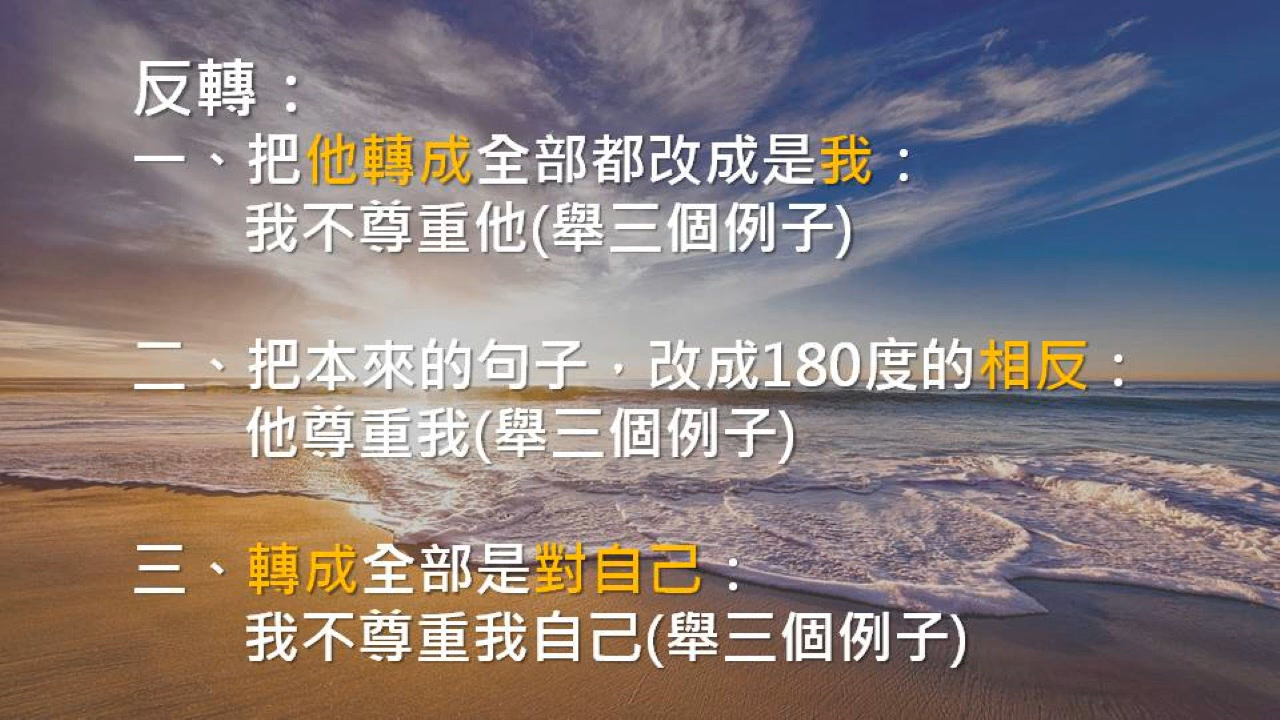 反轉：
一、把他轉成全部都改成是我：
我不尊重他(舉三個例子)
二、把本來的句子，改成180度的相反：
他尊重我(舉三個例子)
三、轉成全部是對自己：
我不尊重我自己(舉三個例子)